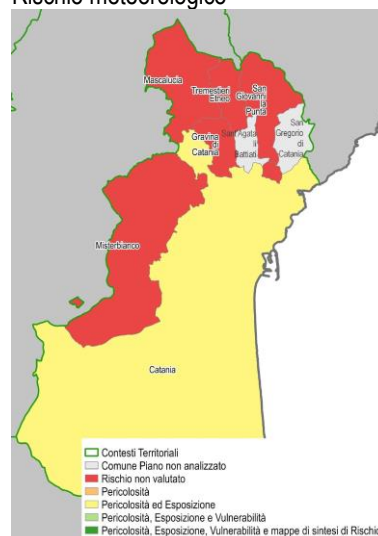 Rischio meteorologico
Mascalucia
Tremestieri
Etneo
San
Giovanni
la
Punta
San
Gregorio
di
Catania
Gravina
di
Catania
Sant'Agata
li
Battiati
Misterbianco
Catania
Contesti Territoriali
Comune Piano non analizzato
Rischio non valutato
Pericolosità
Pericolosità ed Esposizione
Pericolosità, Esposizione e Vulnerabilità
Pericolosità, Esposizione, Vulnerabilità e mappe di sintesi di Rischio